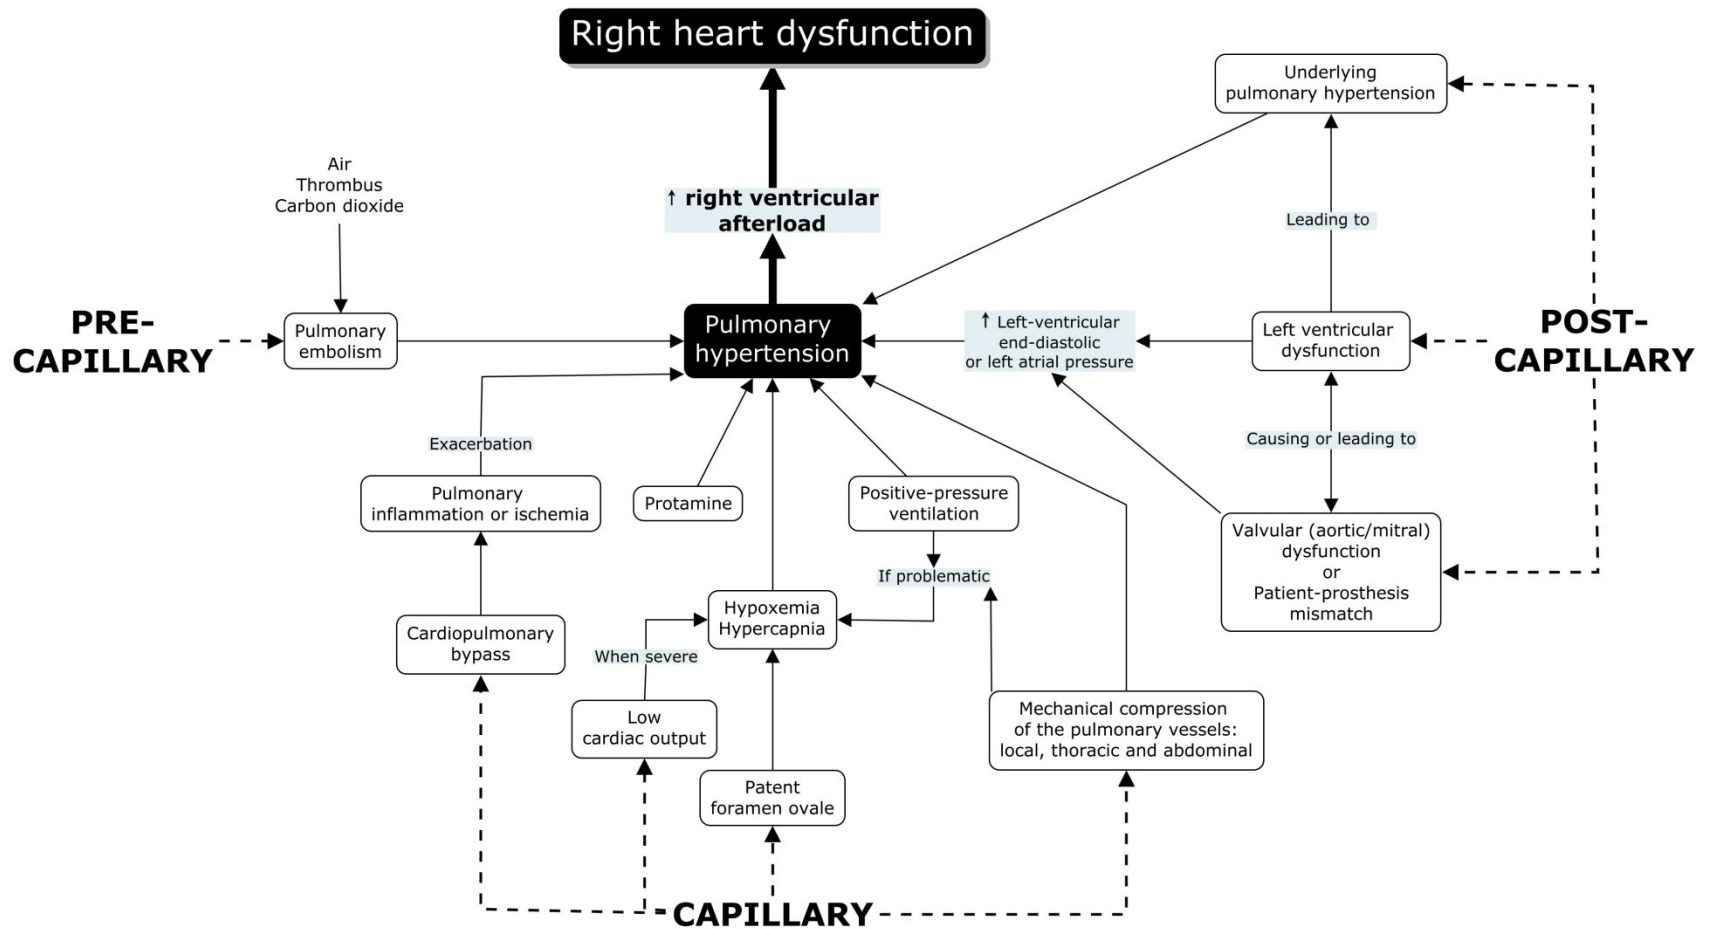 Right heart dysfunction
Underlying
pulmonary hypertension
Air
Thrombus
Carbon dioxide
↑ right ventricular
afterload
Leading to
PRE-
CAPILLARY
Pulmonary
embolism
Pulmonary
hypertension
↑ Left-ventricular
end-diastolic
or left atrial pressure
Left ventricular
dysfunction
POST-
CAPILLARY
Exacerbation
Causing or leading to
Pulmonary
inflammation or ischemia
Protamine
Positive-pressure
ventilation
Valvular (aortic/mitral)
dysfunction
or
Patient-prosthesis
mismatch
If problematic
Hypoxemia
Hypercapnia
Cardiopulmonary
bypass
When severe
Low
cardiac output
Mechanical compression
of the pulmonary vessels:
local, thoracic and abdominal
Patent
foramen ovale
CAPILLARY